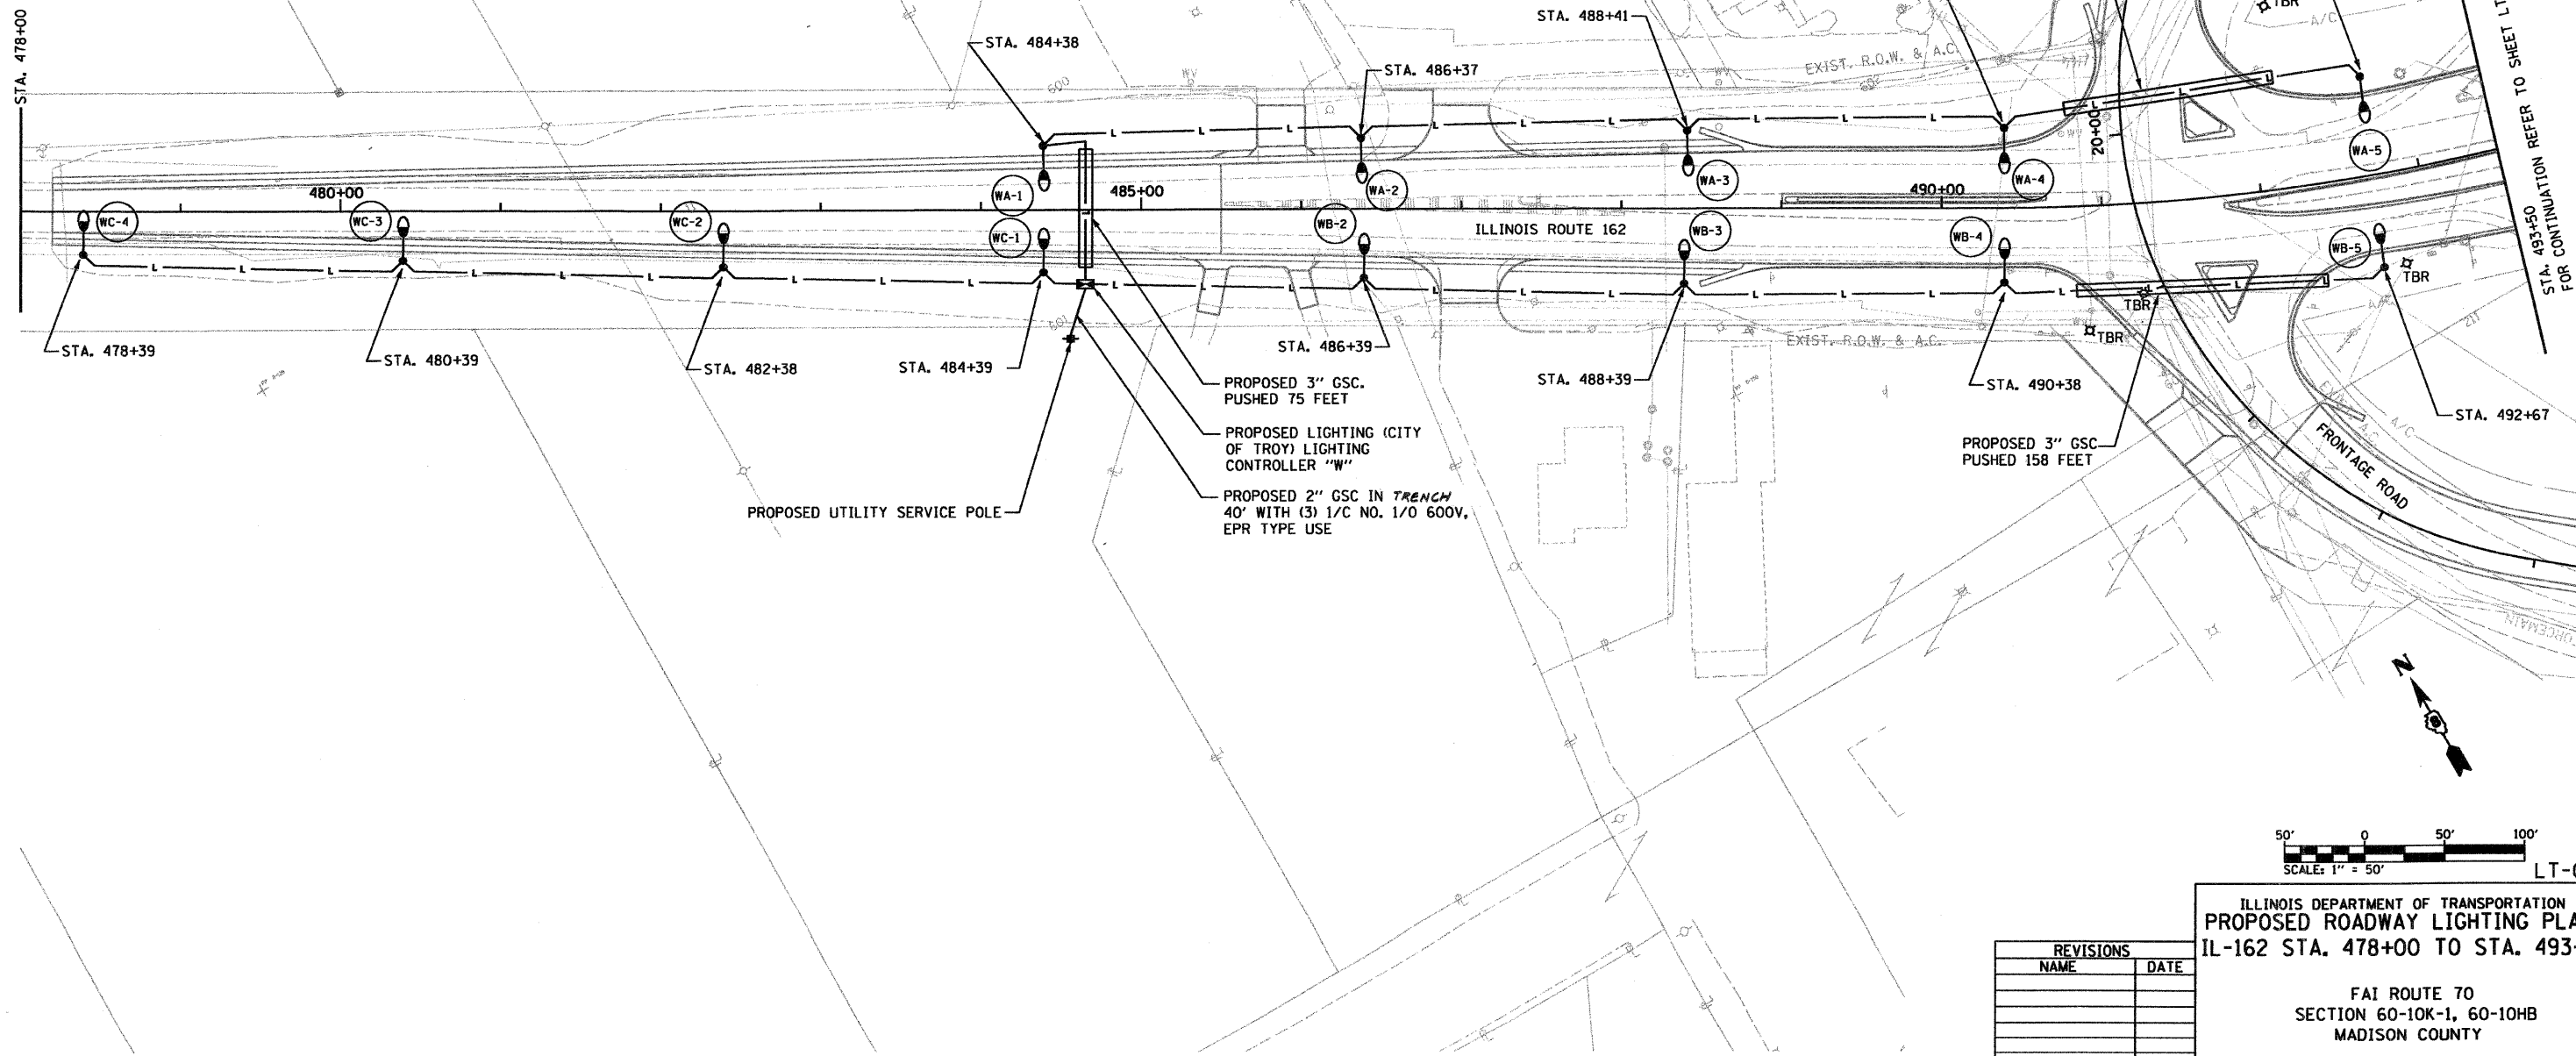 STA. 478+00
STA. 484+38
STA. 486+37
STA. 488+41
EXIST. R.O.W. & A.C.
TBR
A/C
20+00
480+00
485+00
490+00
WA-1
WA-2
WA-3
WA-4
WA-5
WC-4
WC-3
WC-2
WC-1
WB-2
WB-3
WB-4
WB-5
ILLINOIS ROUTE 162
600
601
TBR
TBR
TBR
STA. 478+39
STA. 480+39
STA. 482+38
STA. 484+39
STA. 486+39
STA. 488+39
STA. 490+38
STA. 492+67
EXIST. R.O.W. & A.C.
STA. 493+50
FOR CONTINUATION REFER TO SHEET LT
PROPOSED 3" GSC.
PUSHED 75 FEET
PROPOSED LIGHTING (CITY
OF TROY) LIGHTING
CONTROLLER "W"
PROPOSED 2" GSC IN TRENCH
40' WITH (3) 1/C NO. 1/0 600V,
EPR TYPE USE
PROPOSED UTILITY SERVICE POLE
PROPOSED 3" GSC
PUSHED 158 FEET
FRONTAGE ROAD
A/C
FORCEMAIN
N
50' 0 50' 100'
SCALE: 1" = 50'
LT-
ILLINOIS DEPARTMENT OF TRANSPORTATION
PROPOSED ROADWAY LIGHTING PLA
IL-162 STA. 478+00 TO STA. 493+
FAI ROUTE 70
SECTION 60-10K-1, 60-10HB
MADISON COUNTY
REVISIONS
NAME DATE